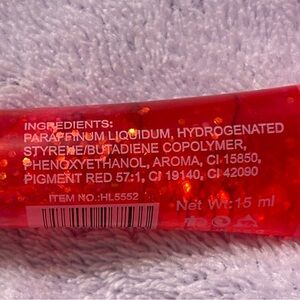 INGREDIENTS:
PARAFFINUM LIQUIDUM, HYDROGENATED
STYRENE/BUTADIENE COPOLYMER,
PHENOXYETHANOL, AROMA, CI 15850,
PIGMENT RED 57:1, CI 19140, CI 42090
ITEM NO.:HL5552
Net Wt:15 ml